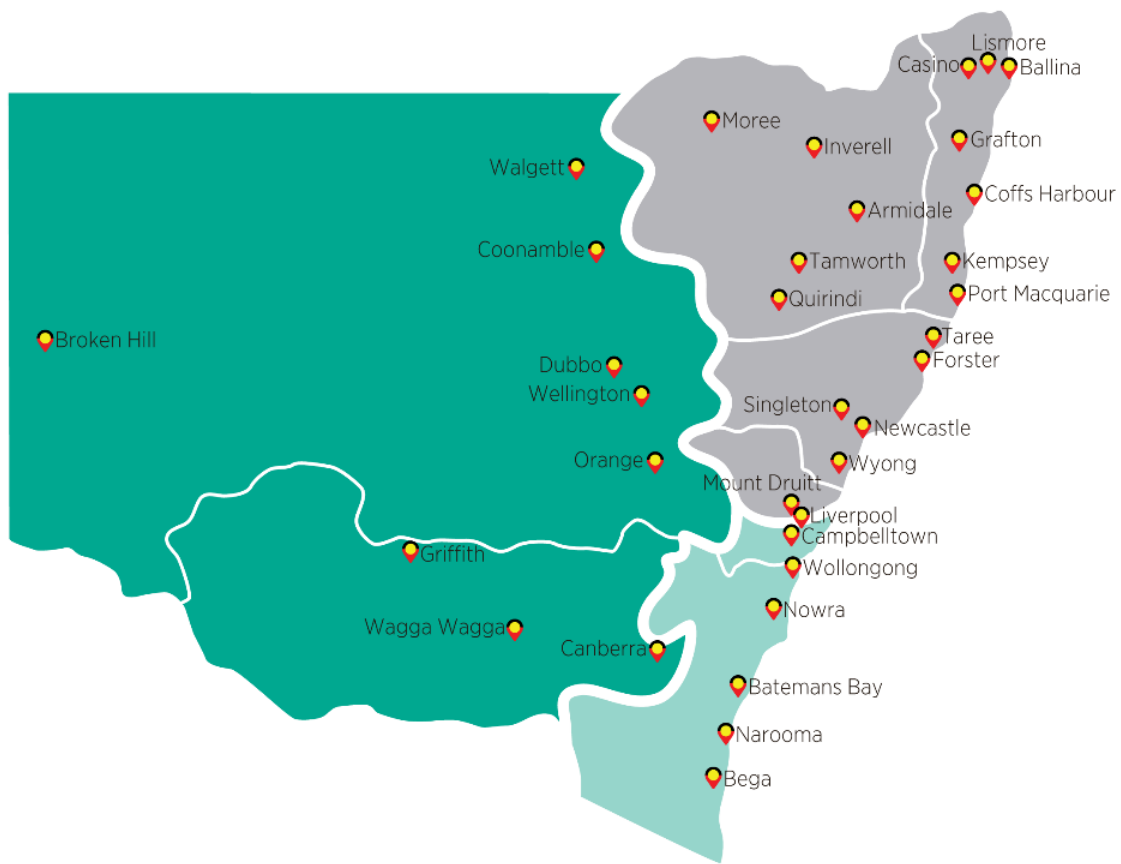 Lismore
Casino
Ballina
Moree
Inverell
Grafton
Walgett
Coffs Harbour
Armidale
Coonamble
Tamworth
Kempsey
Quirindi
Port Macquarie
Broken Hill
Taree
Forster
Dubbo
Wellington
Singleton
Newcastle
Orange
Wyong
Mount Druitt
Liverpool
Campbelltown
Griffith
Wollongong
Nowra
Wagga Wagga
Canberra
Batemans Bay
Narooma
Bega